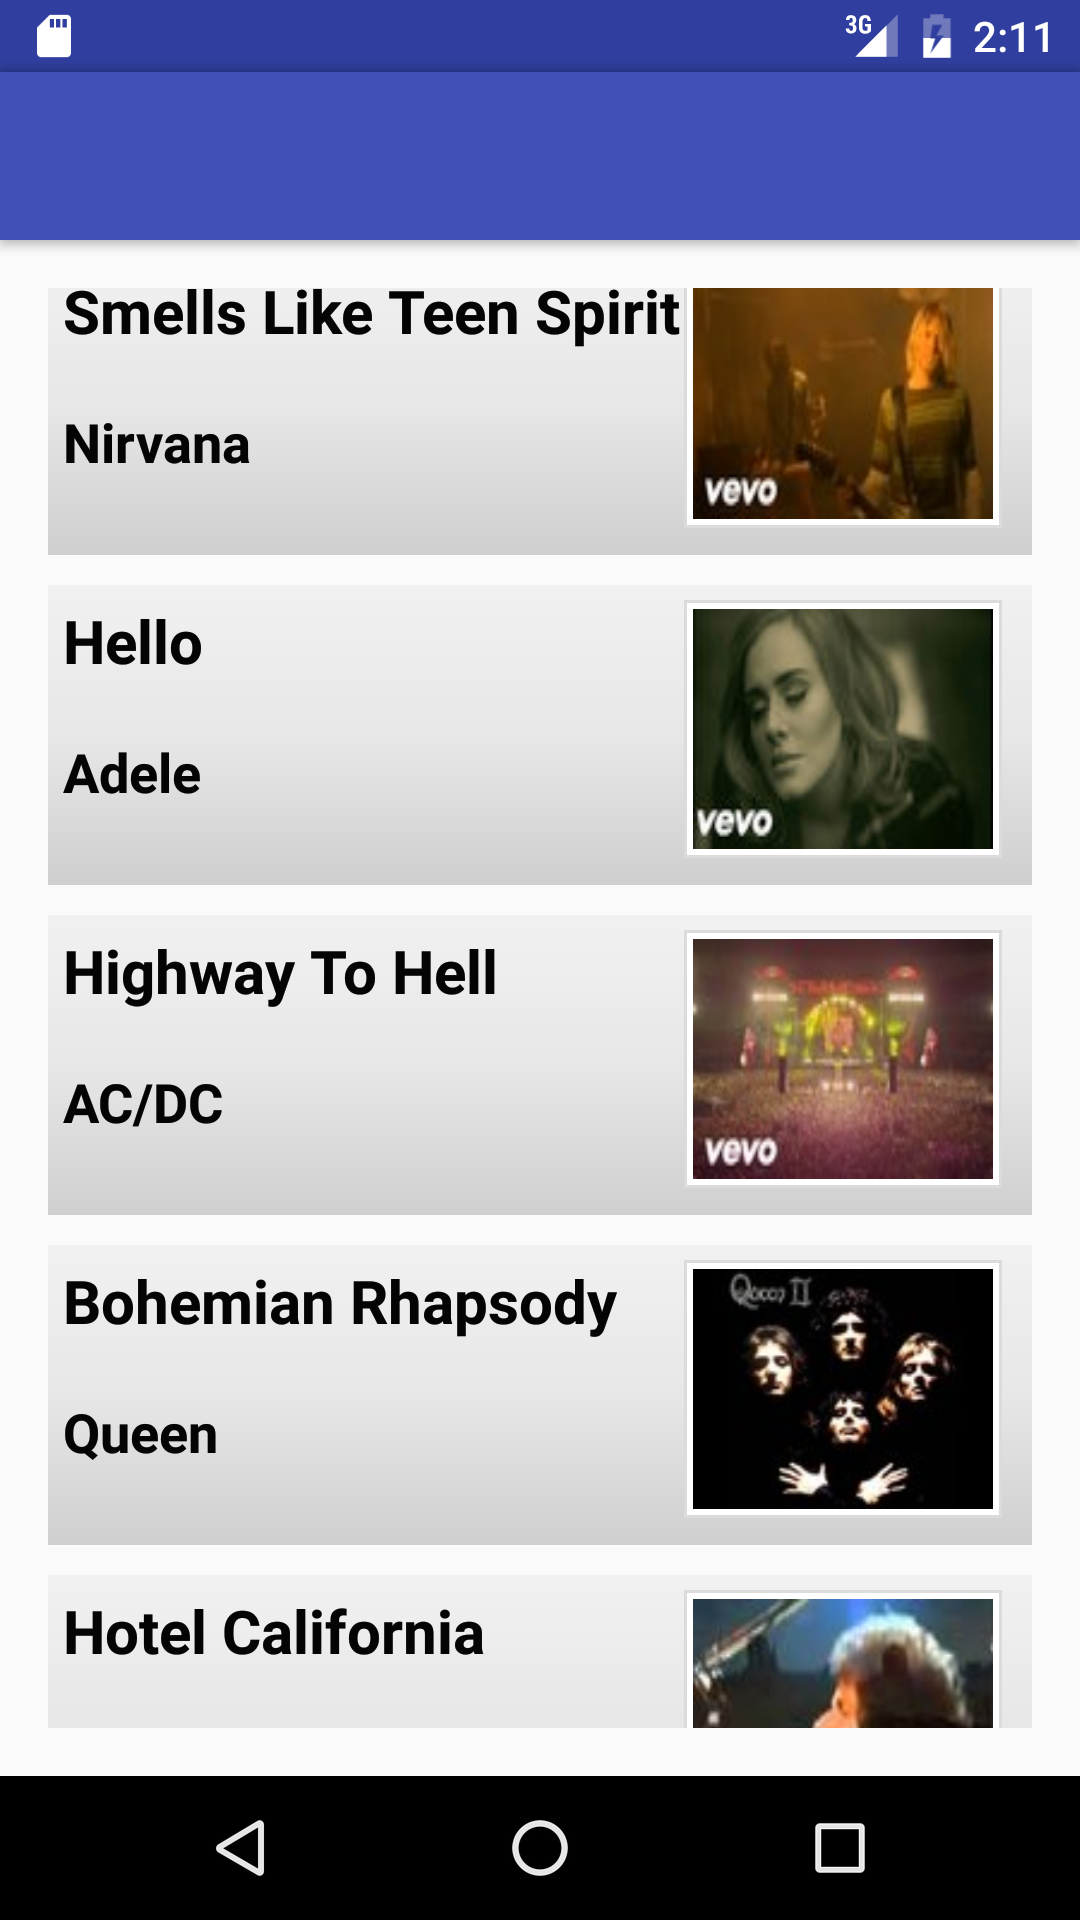 3G 2:11
Smells Like Teen Spirit
Nirvana
vevo
Hello
Adele
vevo
Highway To Hell
AC/DC
vevo
Bohemian Rhapsody
Queen
Queen II
Hotel California